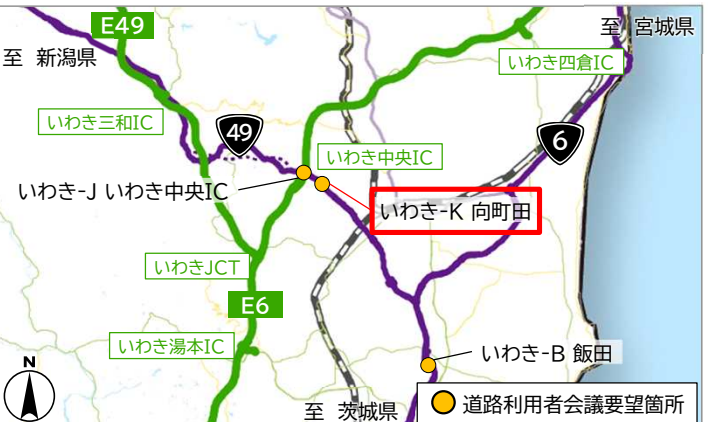 E49
至 宮城県
至 新潟県
いわき四倉IC
いわき三和IC
49
6
いわき中央IC
いわき-J いわき中央IC
いわき-K 向町田
いわきJCT
E6
いわき湯本IC
いわき-B 飯田
N
至 茨城県
道路利用者会議要望箇所